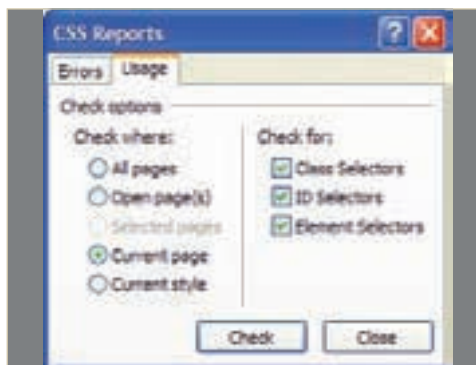 CSS Reports
Errors Usage
Check options
Check where:
All pages
Open page(s)
Selected pages
Current page
Current style
Check for:
Class Selectors
ID Selectors
Element Selectors
Check Close